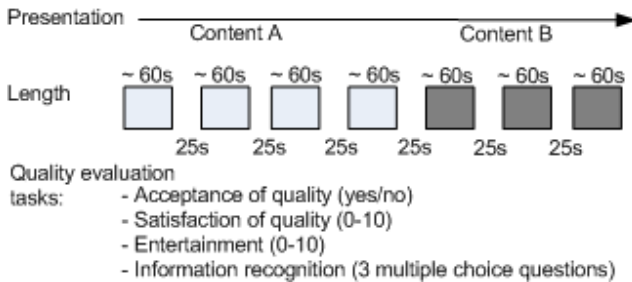 Presentation
Content A Content B
~ 60s ~ 60s ~ 60s ~ 60s ~ 60s ~ 60s ~ 60s
Length
25s 25s 25s 25s 25s 25s
Quality evaluation
tasks: - Acceptance of quality (yes/no)
- Satisfaction of quality (0-10)
- Entertainment (0-10)
- Information recognition (3 multiple choice questions)